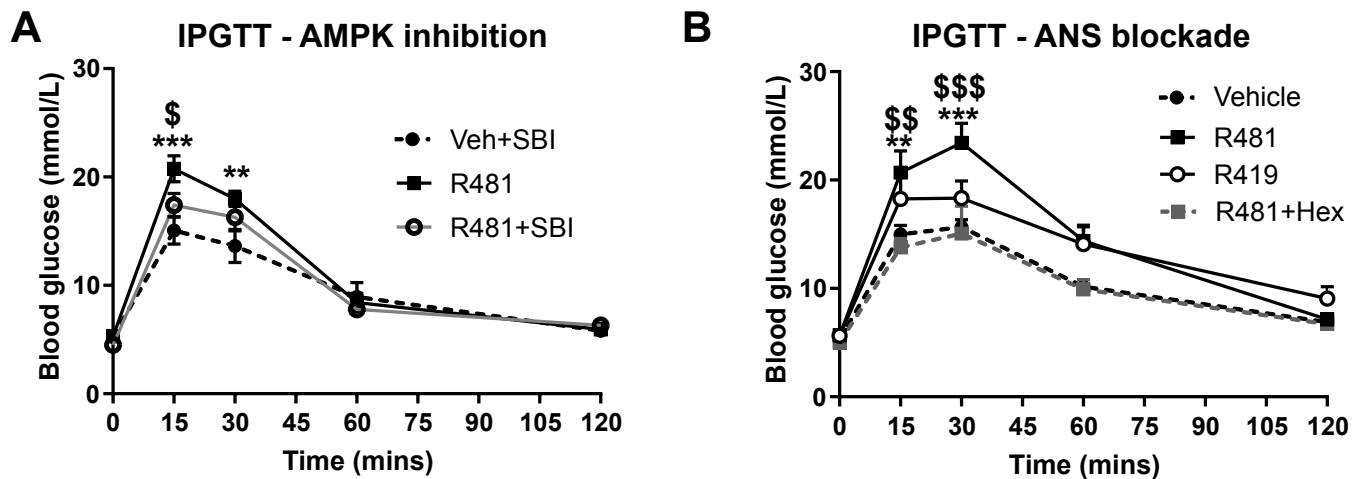 A
IPGTT - AMPK inhibition
Blood glucose (mmol/L)
30
20
10
0
$
***
**
Veh+SBI
R481
R481+SBI
0 15 30 45 60 75 90 105 120
Time (mins)
B
IPGTT - ANS blockade
Blood glucose (mmol/L)
30
20
10
0
$$
**
$$$
***
Vehicle
R481
R419
R481+Hex
0 15 30 45 60 75 90 105 120
Time (mins)